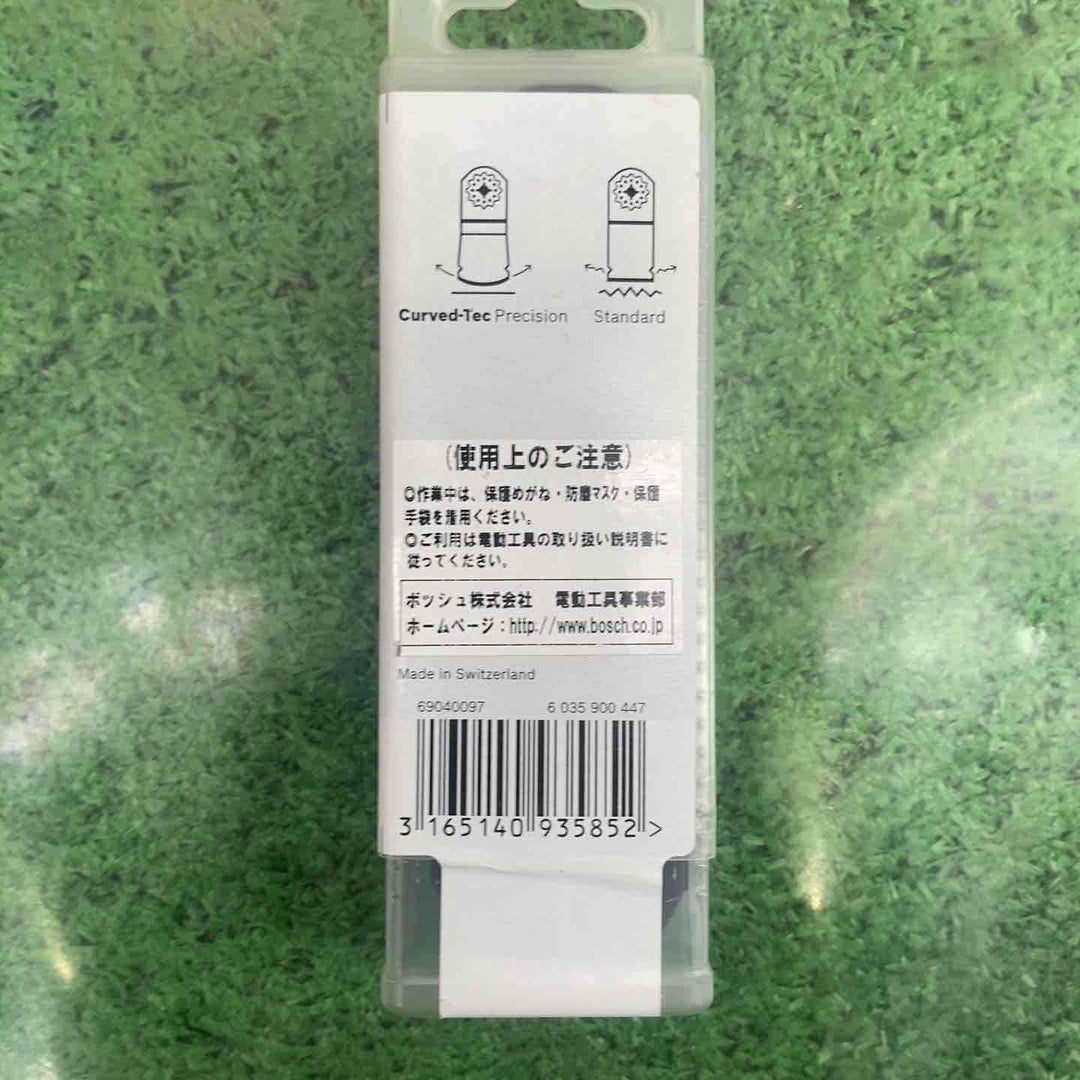 Curved-Tec Precision Standard
(使用上のご注意)
◎作業中は、保護めがね・防塵マスク・保護
手袋を着用ください。
◎ご利用は電動工具の取り扱い説明書に
従ってください。
ボッシュ株式会社 電動工具事業部
ホームページ:http://www.bosch.co.jp
Made in Switzerland
69040097 6 035 900 447
3 165140 935852 >